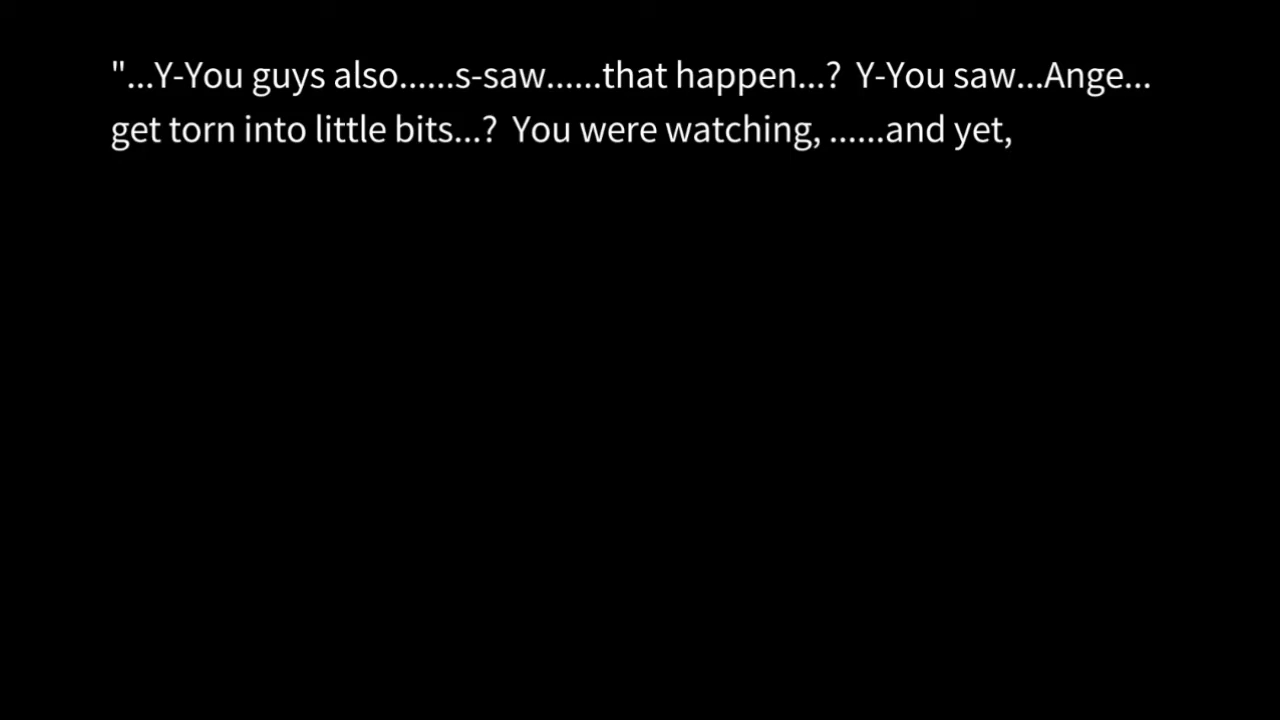 "...Y-You guys also......s-saw......that happen...?  Y-You saw...Ange...
get torn into little bits...?  You were watching, ......and yet,